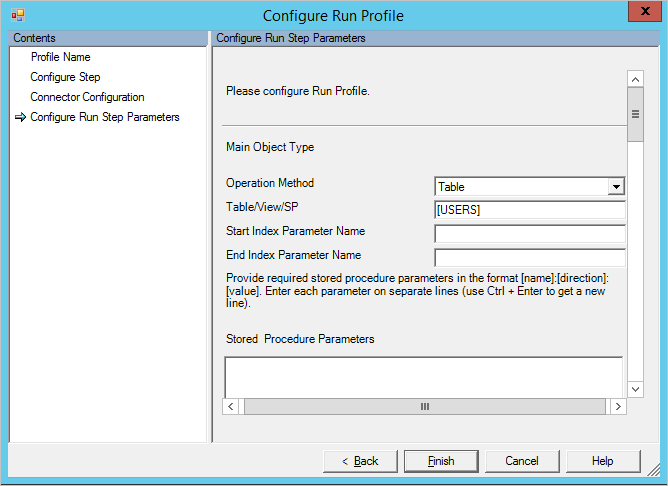 Configure Run Profile
X
Contents
Profile Name
Configure Step
Connector Configuration
Configure Run Step Parameters
Configure Run Step Parameters
Please configure Run Profile.
Main Object Type
Operation Method
Table
Table/View/SP
[USERS]
Start Index Parameter Name
End Index Parameter Name
Provide required stored procedure parameters in the format [name]:[direction]:
[value]. Enter each parameter on separate lines (use Ctrl + Enter to get a new
line).
Stored  Procedure Parameters
< Back
Finish
Cancel
Help